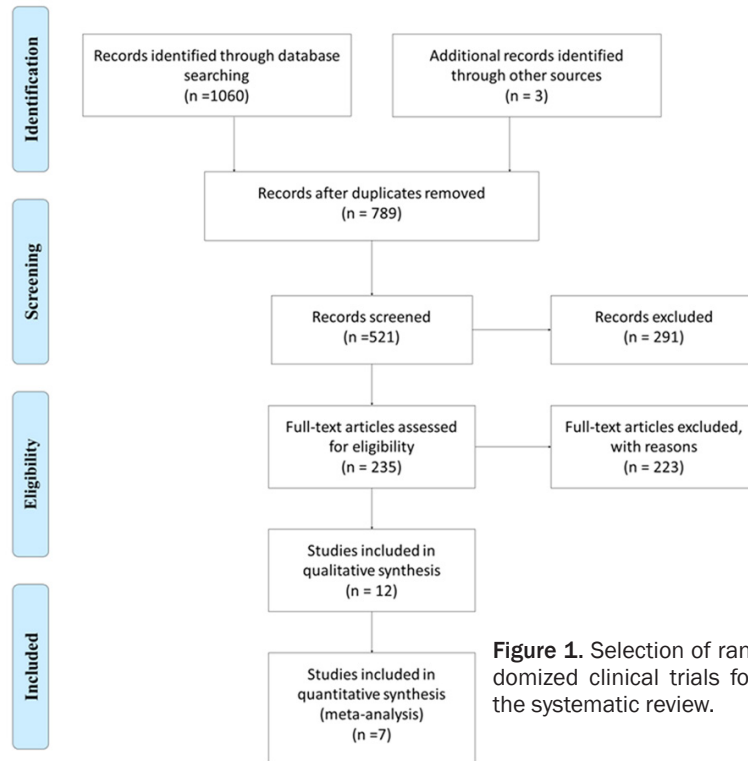 Identification
Records identified through database
searching
(n =1060)
Additional records identified
through other sources
(n = 3)
Records after duplicates removed
(n = 789)
Screening
Records screened
(n =521)
Records excluded
(n = 291)
Eligibility
Full-text articles assessed
for eligibility
(n = 235)
Full-text articles excluded,
with reasons
(n = 223)
Studies included in
qualitative synthesis
(n = 12)
Included
Studies included in
quantitative synthesis
(meta-analysis)
(n =7)
Figure 1. Selection of ran
domized clinical trials fo
the systematic review.